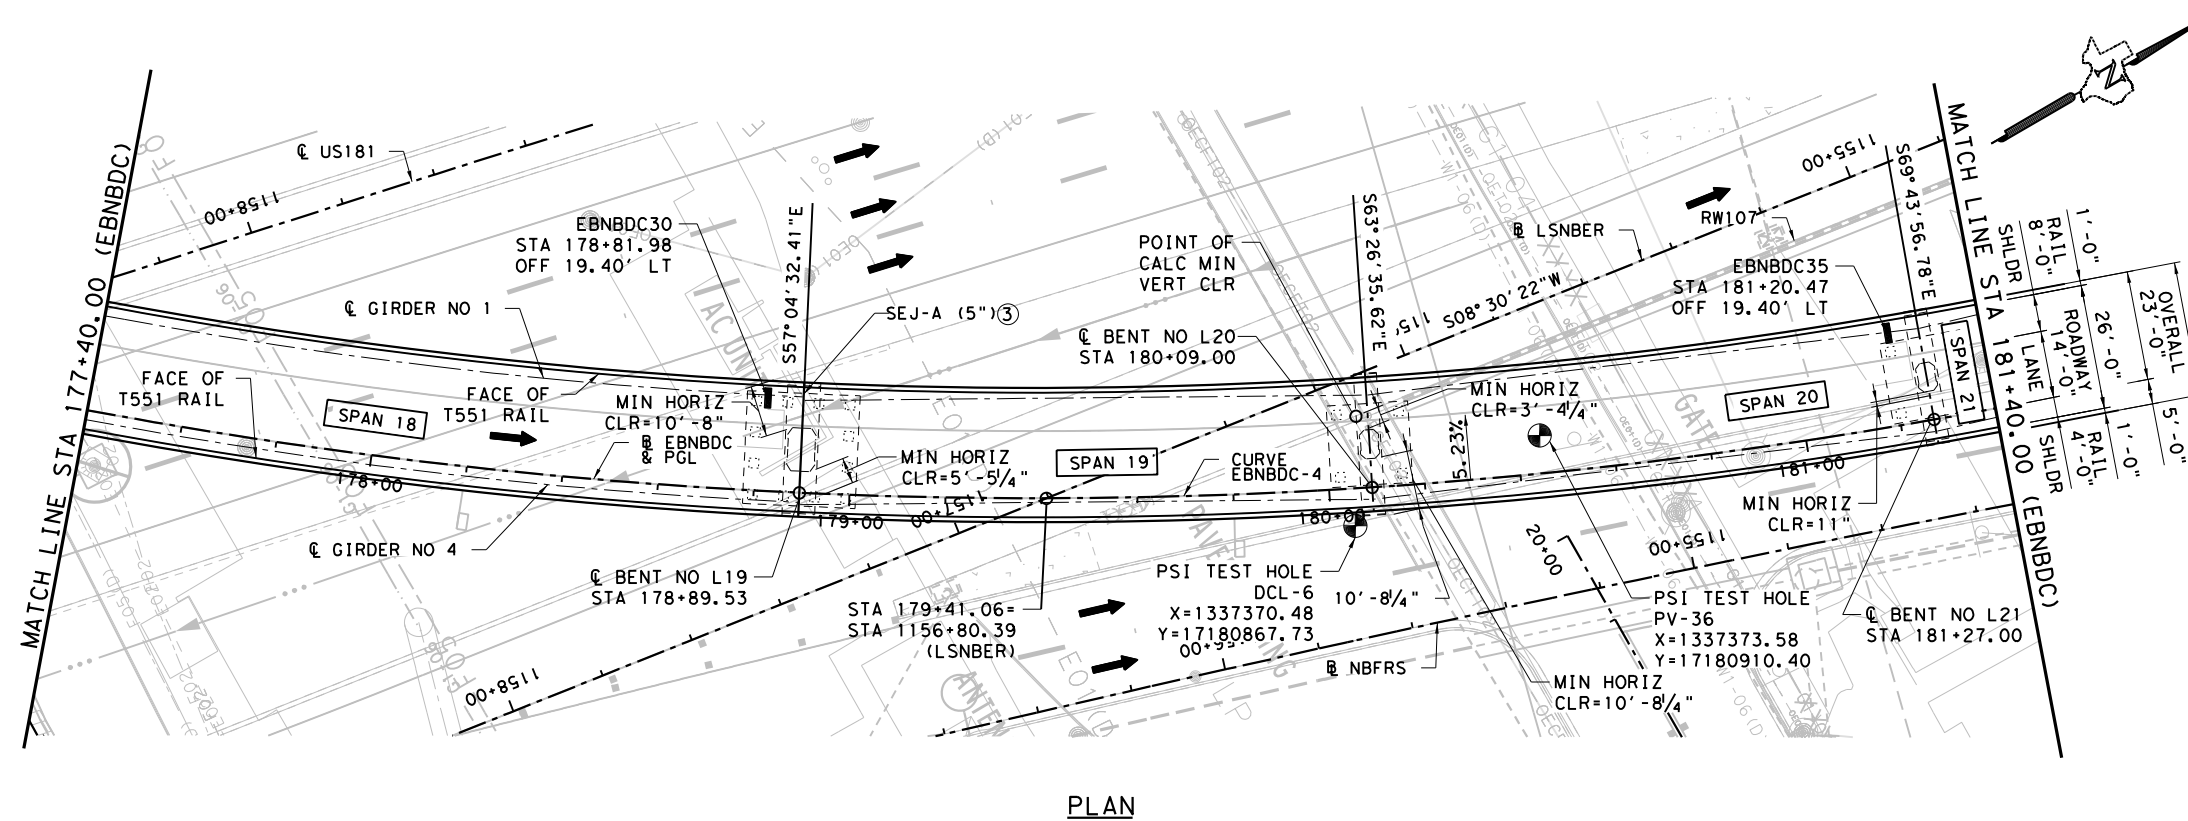 MATCH LINE STA 177+40.00 (EBNBDC)
℄ US181
1158+00
EBNBDC30
STA 178+81.98
OFF 19.40' LT
S57°04'32.41"E
SEJ-A (5") 3
℄ GIRDER NO 1
FACE OF
T551 RAIL
SPAN 18
FACE OF
T551 RAIL
MIN HORIZ
CLR=10'-8"
B EBNBDC
& PGL
178+00
℄ GIRDER NO 4
℄ BENT NO L19
STA 178+89.53
MIN HORIZ
CLR=5'-5¼"
179+00
1157+00
SPAN 19
CURVE
EBNBDC-4
STA 179+41.06=
STA 1156+80.39
(LSNBER)
1158+00
POINT OF
CALC MIN
VERT CLR
℄ BENT NO L20
STA 180+09.00
S63°26'35.62"E
S08°30'22"W
B LSNBER
RW107
1155+00
S69°43'56.78"E
EBNBDC35
STA 181+20.47
OFF 19.40' LT
MIN HORIZ
CLR=3'-4¼"
5.23%
SPAN 20
SPAN 21
180+00
181+00
PSI TEST HOLE
DCL-6
X=1337370.48
Y=17180867.73
10'-8¼"
MIN HORIZ
CLR=11"
1155+00
20+00
PSI TEST HOLE
PV-36
X=1337373.58
Y=17180910.40
℄ BENT NO L21
STA 181+27.00
B NBFRS
MIN HORIZ
CLR=10'-8¼"
MATCH LINE STA 181+40.00 (EBNBDC)
1'-0"
RAIL
8'-0"
SHLDR
14'-0"
LANE
26'-0"
ROADWAY
OVERALL
23'-0"
5'-0"
1'-0"
RAIL
4'-0"
SHLDR
N
VAC UNIT
GATE
PLAN